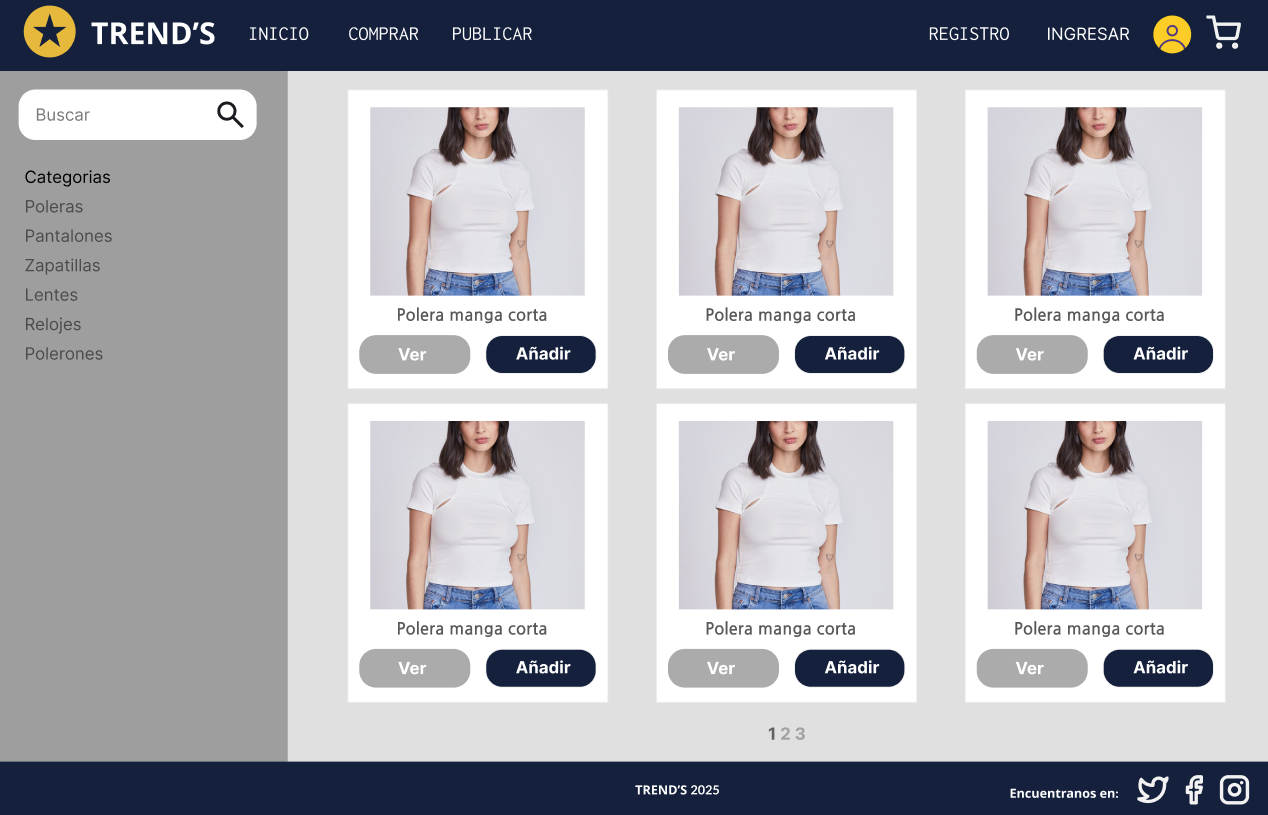 TREND'S INICIO COMPRAR PUBLICAR REGISTRO INGRESAR
Buscar
Categorias
Poleras
Pantalones
Zapatillas
Lentes
Relojes
Polerones
Polera manga corta Polera manga corta Polera manga corta
Ver Añadir Ver Añadir Ver Añadir
Polera manga corta Polera manga corta Polera manga corta
Ver Añadir Ver Añadir Ver Añadir
1 2 3
TREND'S 2025 Encuentranos en: